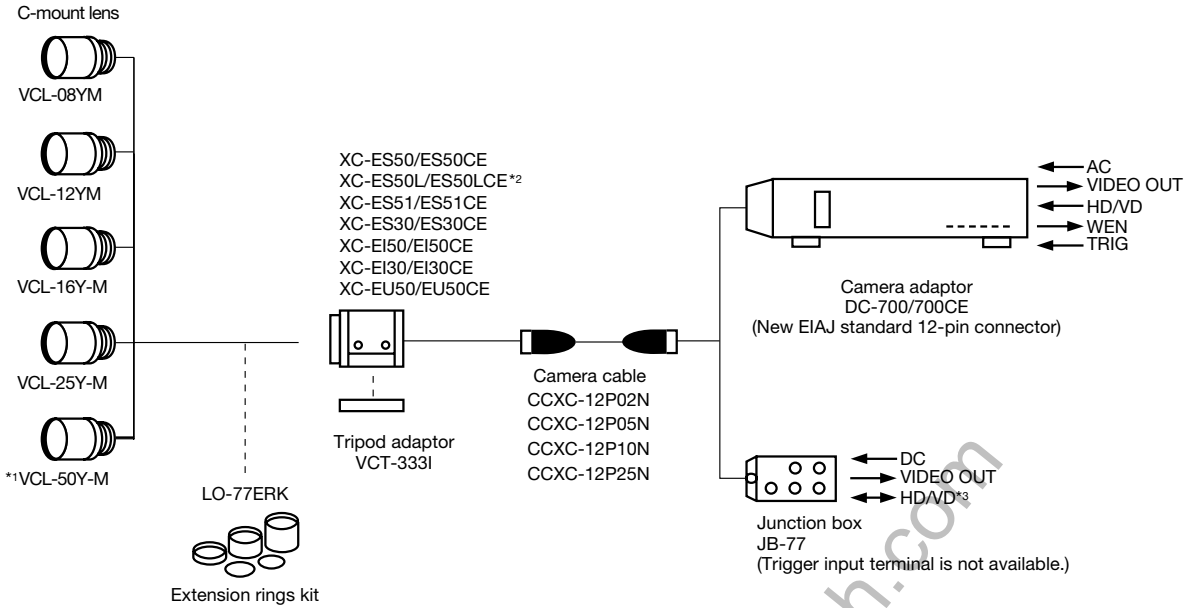 C-mount lens
VCL-08YM
VCL-12YM
VCL-16Y-M
VCL-25Y-M
*1VCL-50Y-M
LO-77ERK
Extension rings kit
XC-ES50/ES50CE
XC-ES50L/ES50LCE*2
XC-ES51/ES51CE
XC-ES30/ES30CE
XC-EI50/EI50CE
XC-EI30/EI30CE
XC-EU50/EU50CE
Tripod adaptor
VCT-333I
Camera cable
CCXC-12P02N
CCXC-12P05N
CCXC-12P10N
CCXC-12P25N
AC
VIDEO OUT
HD/VD
WEN
TRIG
Camera adaptor
DC-700/700CE
(New EIAJ standard 12-pin connector)
DC
VIDEO OUT
HD/VD*3
Junction box
JB-77
(Trigger input terminal is not available.)
h.com